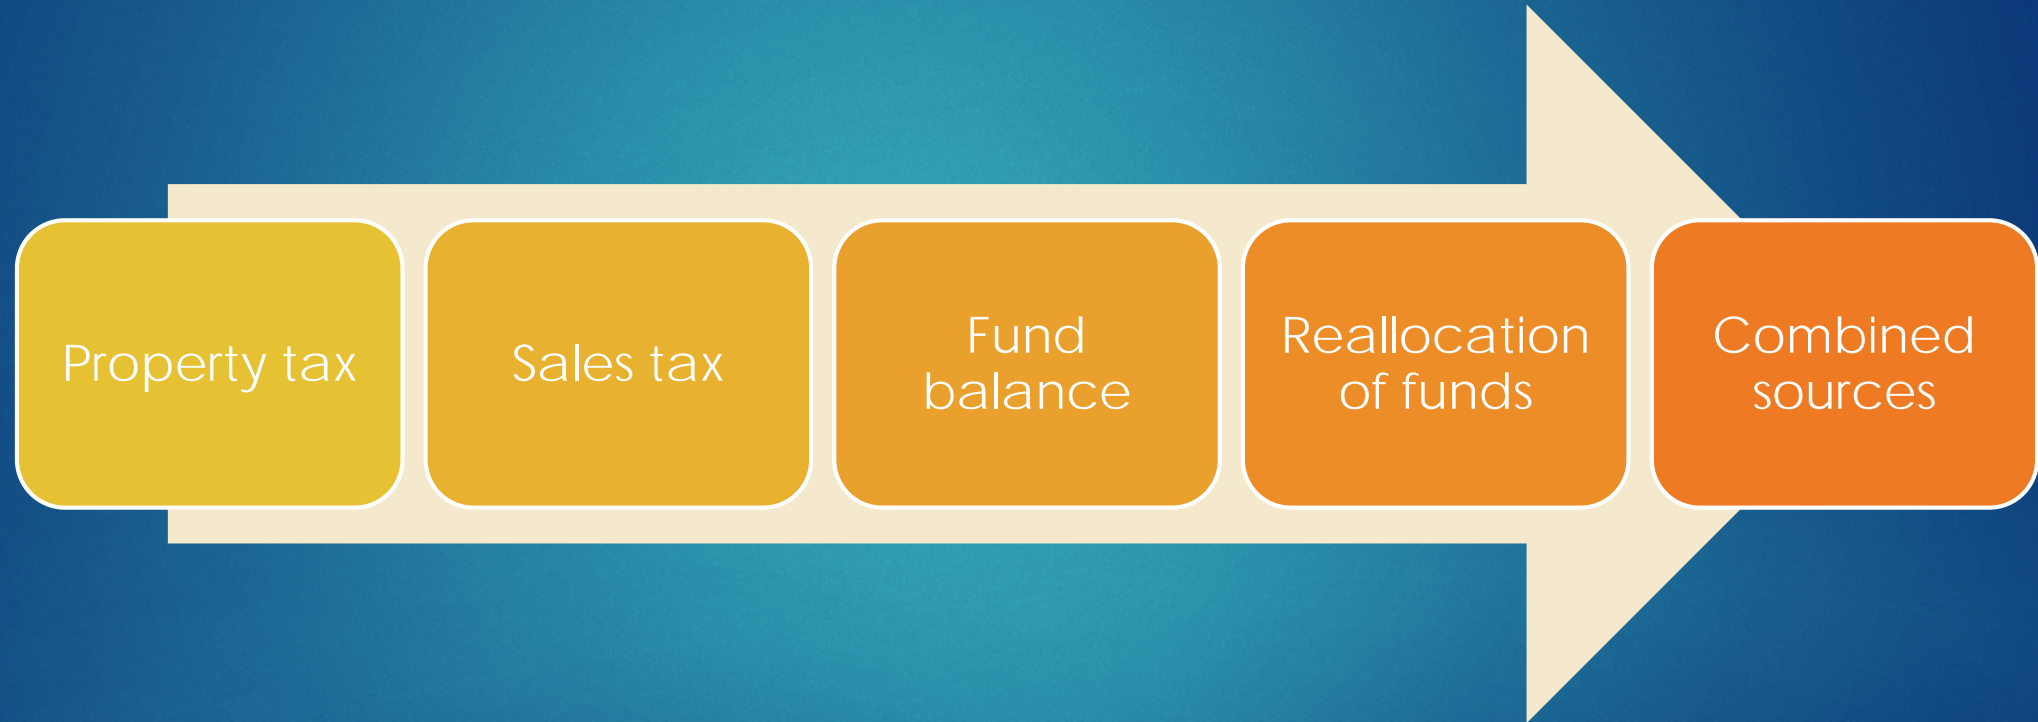 Property tax
Sales tax
Fund
balance
Reallocation
of funds
Combined
sources